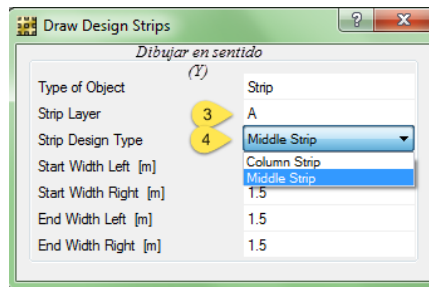 Draw Design Strips
? X
Dibujar en sentido
(Y)
Type of Object Strip
Strip Layer 3 A
Strip Design Type 4 Middle Strip
Column Strip
Start Width Left [m] Middle Strip
Start Width Right [m] 1.5
End Width Left [m] 1.5
End Width Right [m] 1.5